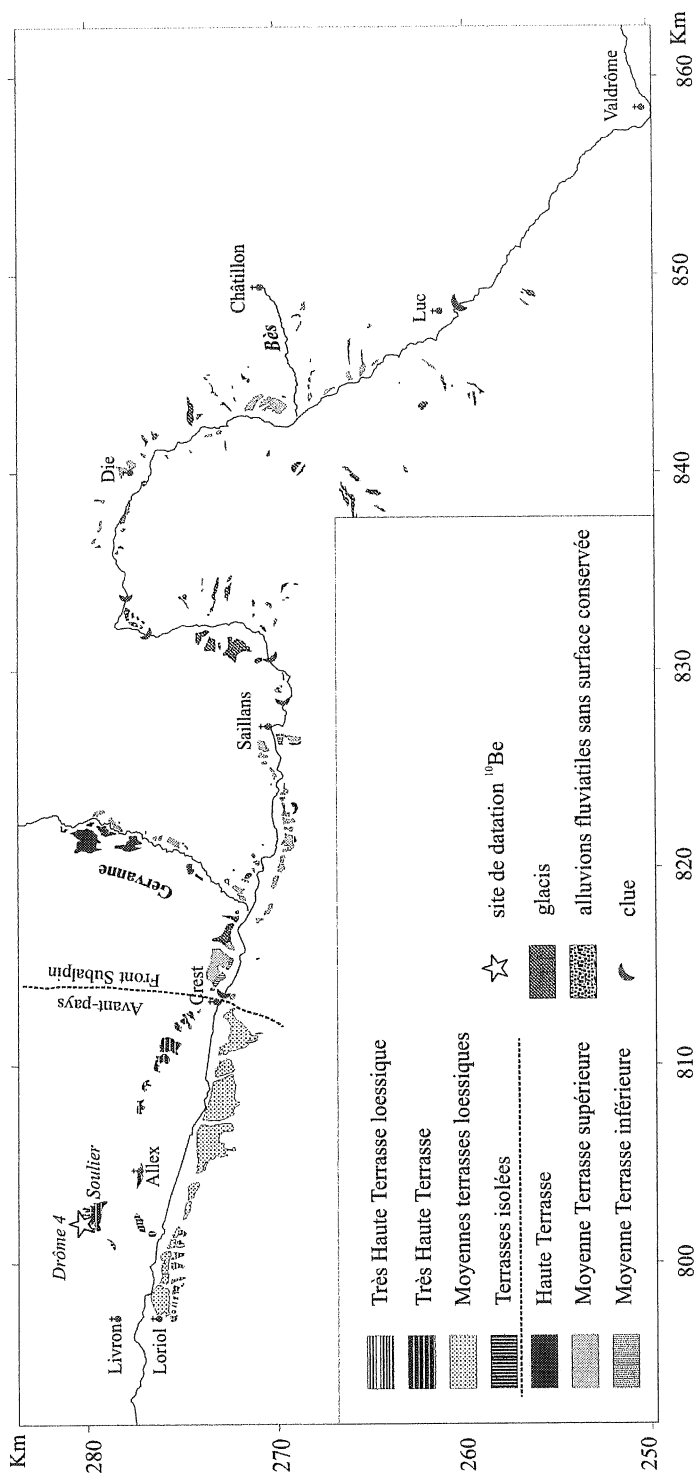 Km
280
270
260
250
800
810
820
830
840
850
860
Km
Livron
Loriol
Drôme 4
Soulier
Allex
Crest
Avant-pays
Front Subalpin
Gervanne
Saillans
Die
Bès
Châtillon
Luc
Valdrôme
Très Haute Terrasse loessique
Très Haute Terrasse
Moyennes terrasses loessiques
Terrasses isolées
Haute Terrasse
Moyenne Terrasse supérieure
Moyenne Terrasse inférieure
site de datation ¹⁰Be
glacis
alluvions fluviatiles sans surface conservée
clue